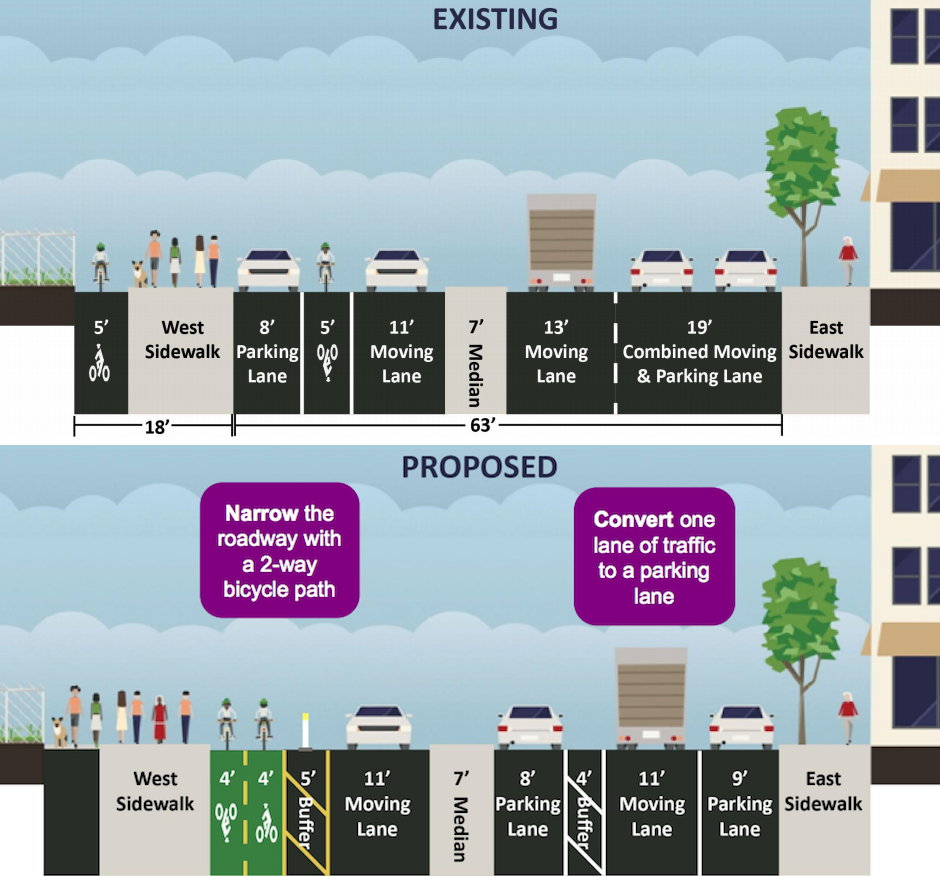 EXISTING
5’
West
Sidewalk
8’
Parking
Lane
5’
11’
Moving
Lane
7’
Median
13’
Moving
Lane
19’
Combined Moving
& Parking Lane
East
Sidewalk
18’
63’
PROPOSED
Narrow the
roadway with
a 2-way
bicycle path
Convert one
lane of traffic
to a parking
lane
West
Sidewalk
4’
4’
5’
Buffer
11’
Moving
Lane
7’
Median
8’
Parking
Lane
4’
Buffer
11’
Moving
Lane
9’
Parking
Lane
East
Sidewalk